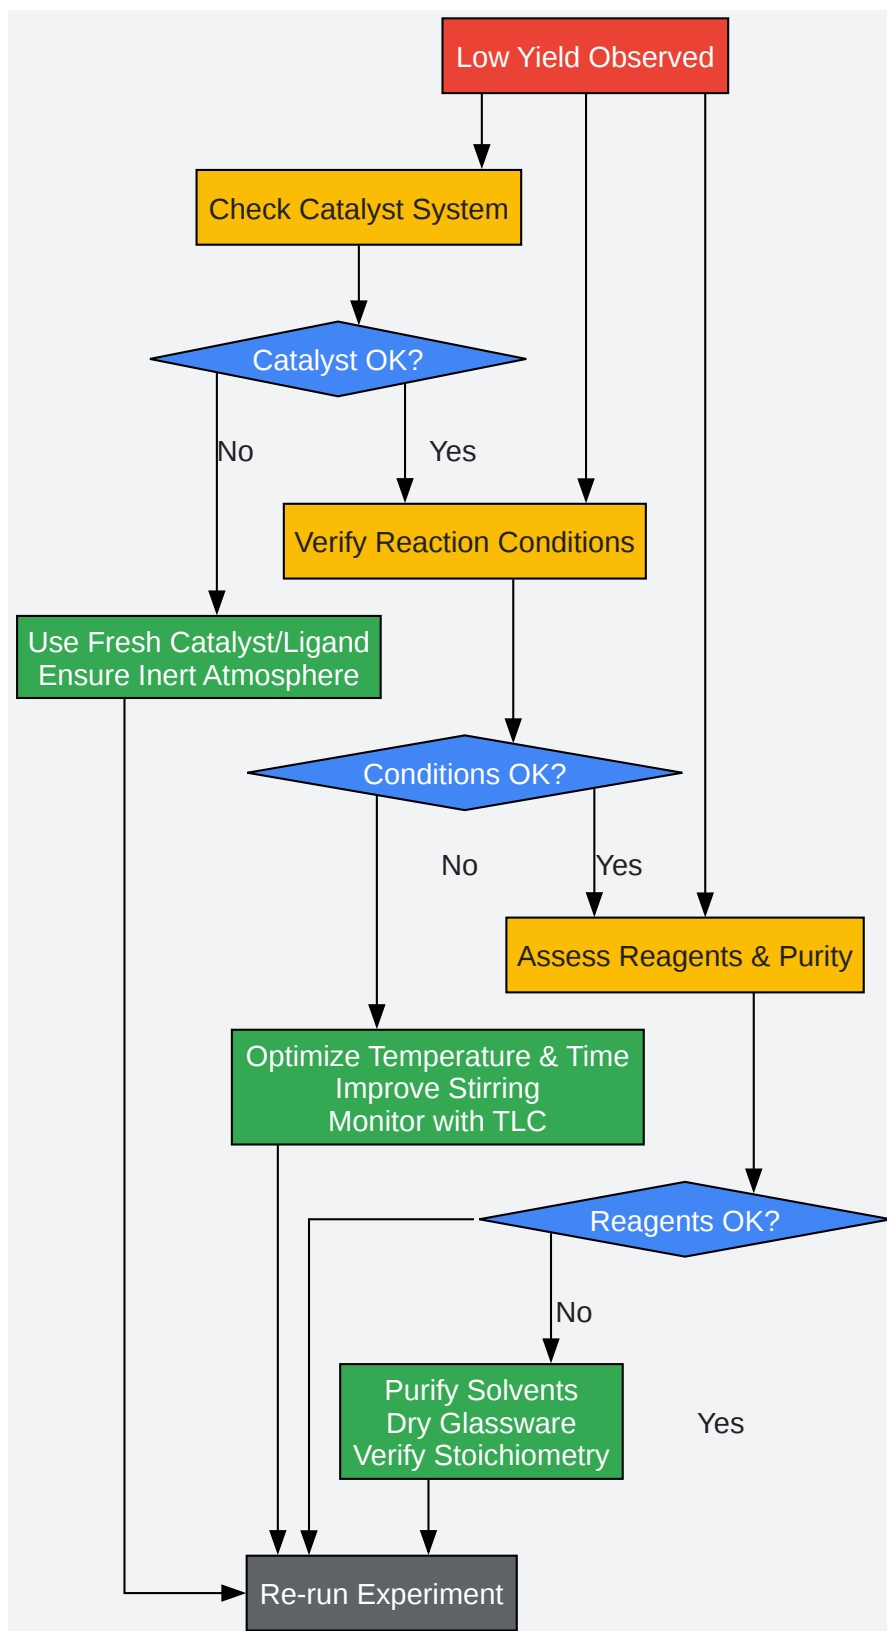 Low Yield Observed
Check Catalyst System
Catalyst OK?
No
Yes
Verify Reaction Conditions
Use Fresh Catalyst/Ligand
Ensure Inert Atmosphere
Conditions OK?
No
Yes
Assess Reagents & Purity
Optimize Temperature & Time
Improve Stirring
Monitor with TLC
Reagents OK?
No
Purify Solvents
Dry Glassware
Verify Stoichiometry
Yes
Re-run Experiment